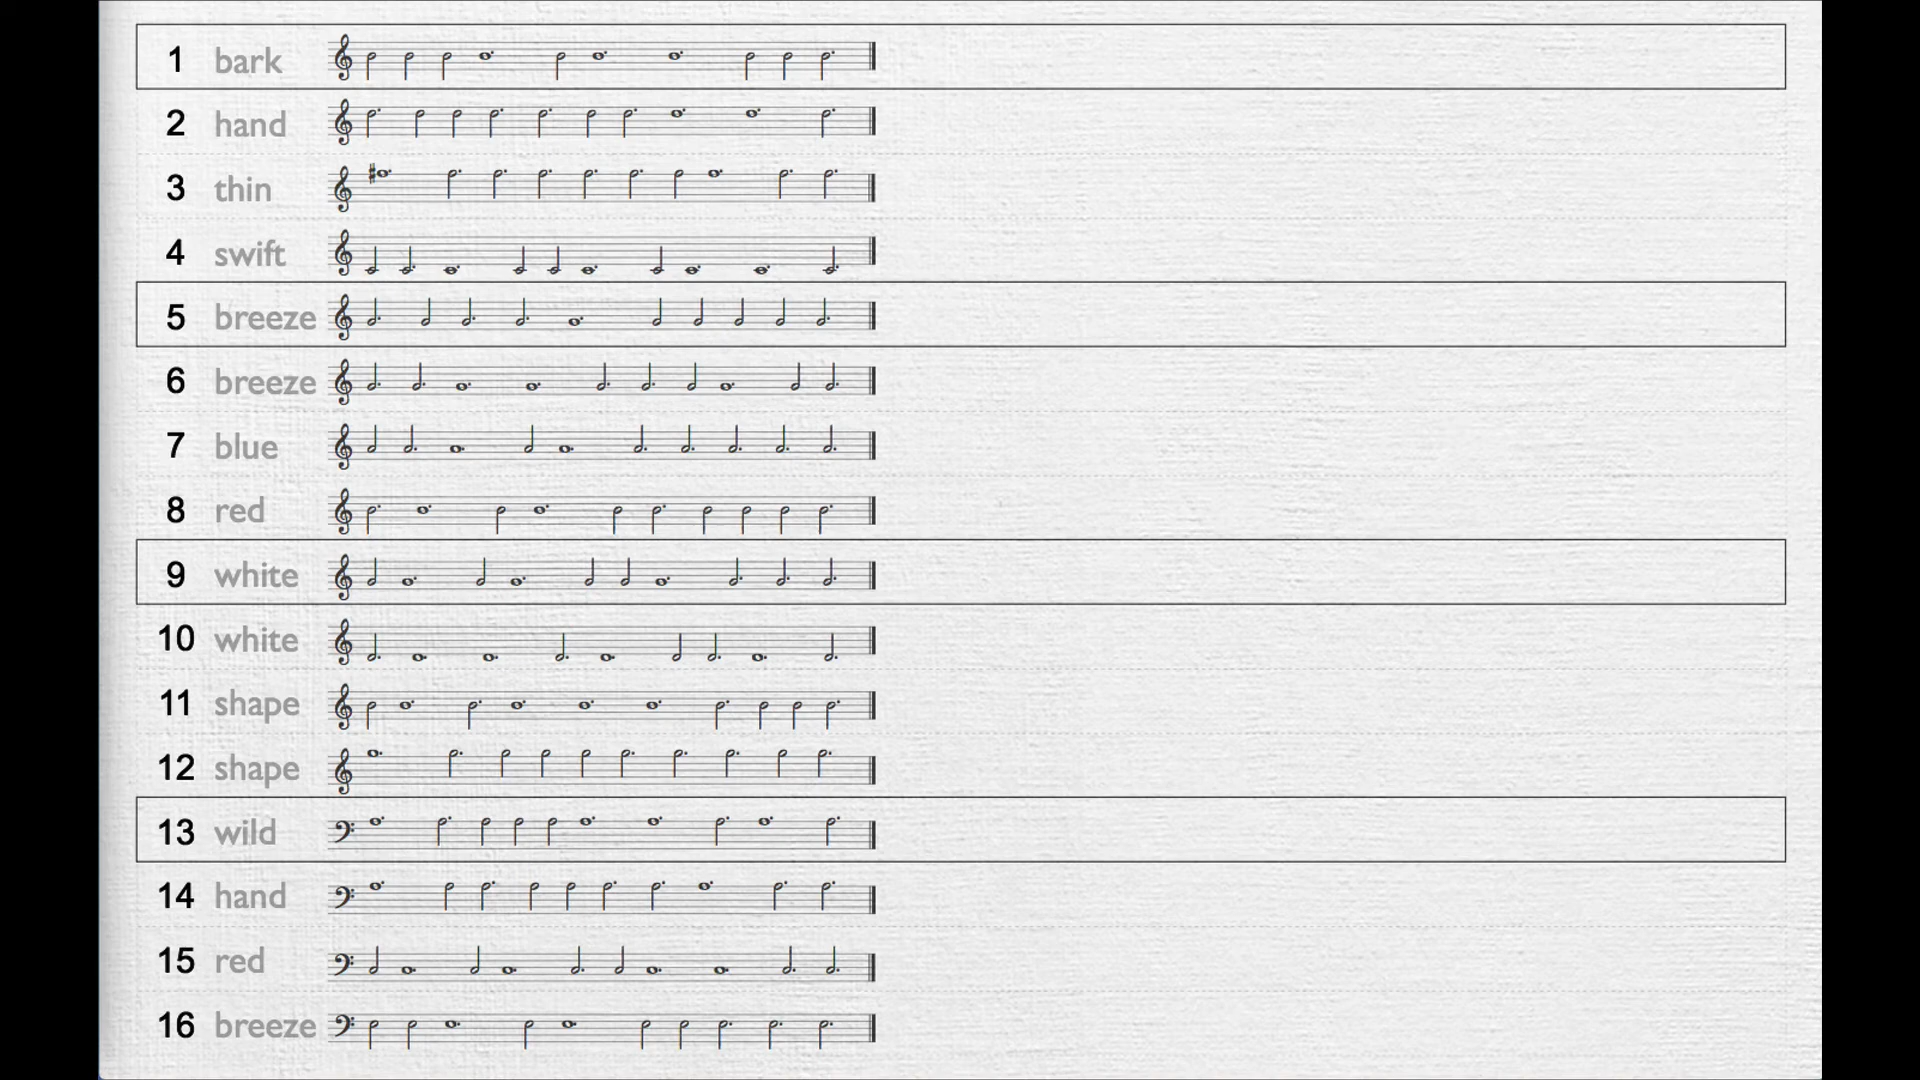 1 bark
2 hand
3 thin
4 swift
5 breeze
6 breeze
7 blue
8 red
9 white
10 white
11 shape
12 shape
13 wild
14 hand
15 red
16 breeze